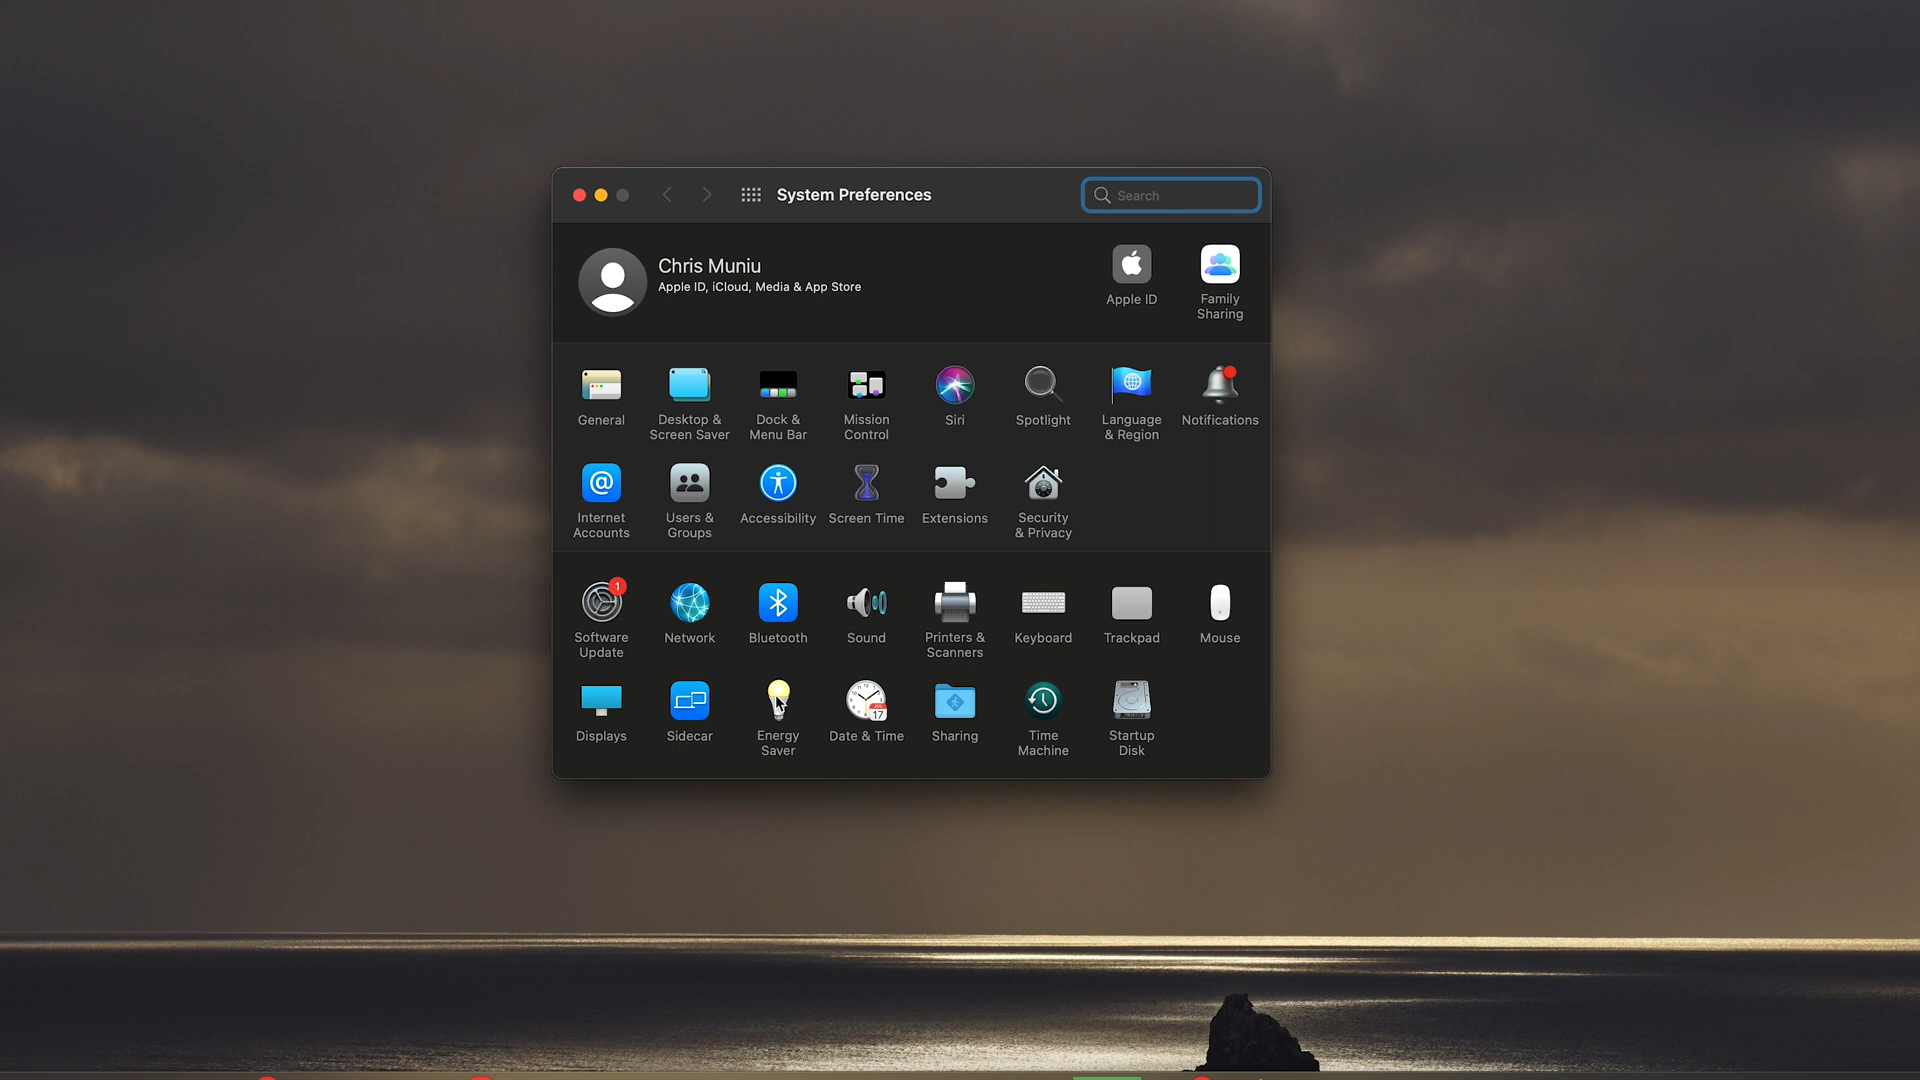 System Preferences
Search
Chris Muniu
Apple ID, iCloud, Media & App Store
Apple ID
Family
Sharing
General
Desktop &
Screen Saver
Dock &
Menu Bar
Mission
Control
Siri
Spotlight
Language
& Region
Notifications
@
Internet
Accounts
Users &
Groups
Accessibility
Screen Time
Extensions
Security
& Privacy
1
Software
Update
Network
Bluetooth
Sound
Printers &
Scanners
Keyboard
Trackpad
Mouse
Displays
Sidecar
Energy
Saver
17
Date & Time
Sharing
Time
Machine
Startup
Disk